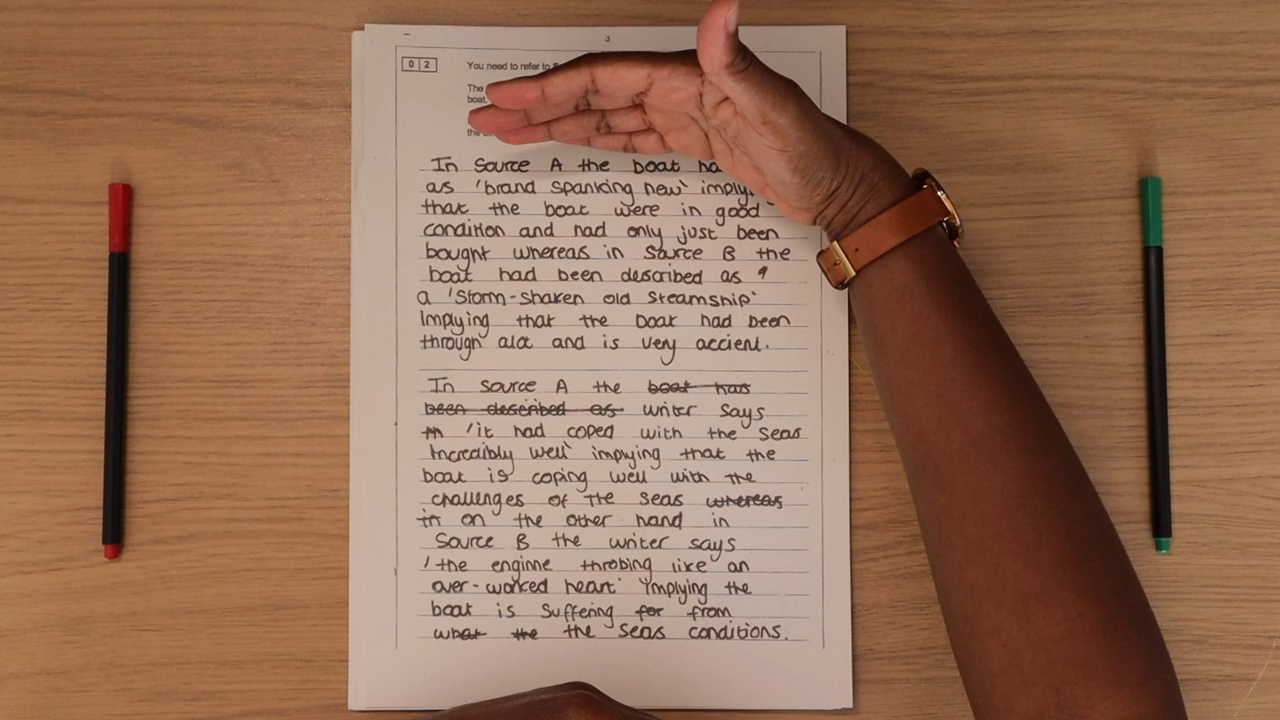 3
0 2 You need to refer to
The
boat.
the
In Source A the boat
as 'brand spanking new' imply
that the boat were in good
condition and had only just been
bought whereas in Source B the
boat had been described as
a 'Storm-shaken old Steamship'
Implying that the boat had been
through alot and is very accient.
In Source A the boat has
been described as writer says
in 'it had coped with the Seas
Increibly well' implying that the
boat is coping well with the
challenges of the Seas whereas
in on the other hand in
Source B the writer says
'the engine throbing like an
over-worked heart' implying the
boat is Suffering for from
what the the Seas conditions.